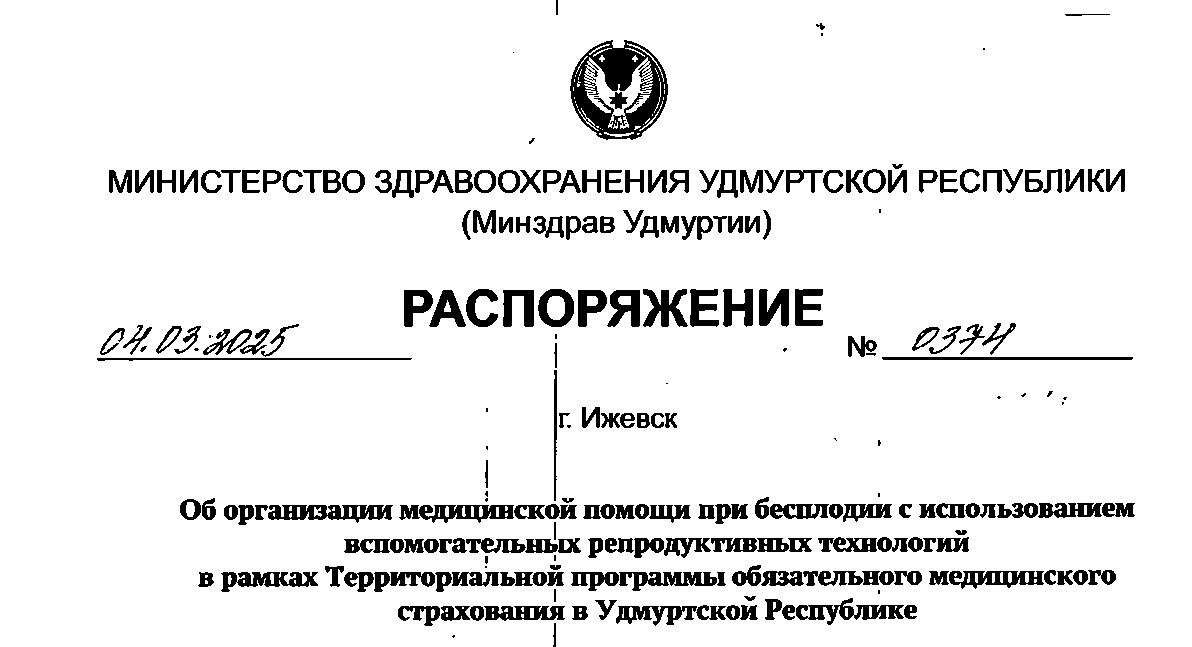 МИНИСТЕРСТВО ЗДРАВООХРАНЕНИЯ УДМУРТСКОЙ РЕСПУБЛИКИ
(Минздрав Удмуртии)
РАСПОРЯЖЕНИЕ
04.03.2025 № 0374
г. Ижевск
Об организации медицинской помощи при бесплодии с использованием
вспомогательных репродуктивных технологий
в рамках Территориальной программы обязательного медицинского
страхования в Удмуртской Республике